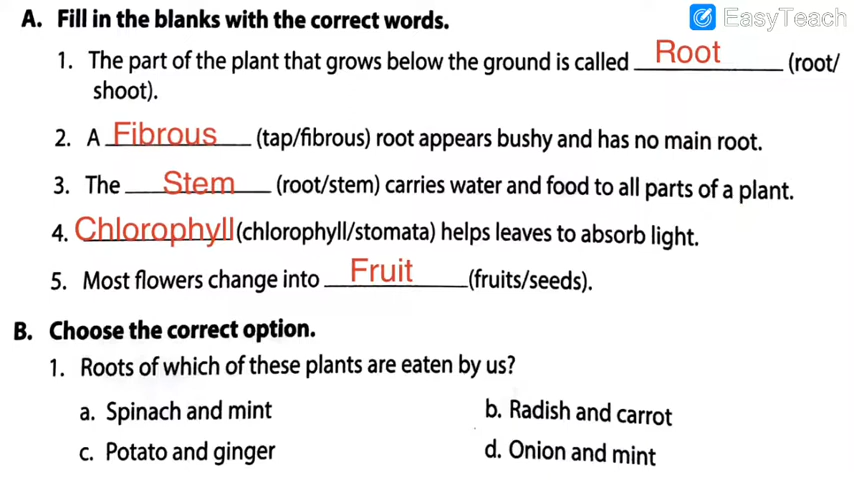 EasyTeach
A. Fill in the blanks with the correct words.
1. The part of the plant that grows below the ground is called Root (root/
shoot).
2. A Fibrous (tap/fibrous) root appears bushy and has no main root.
3. The Stem (root/stem) carries water and food to all parts of a plant.
4. Chlorophyll (chlorophyll/stomata) helps leaves to absorb light.
5. Most flowers change into Fruit (fruits/seeds).
B. Choose the correct option.
1. Roots of which of these plants are eaten by us?
a. Spinach and mint b. Radish and carrot
c. Potato and ginger d. Onion and mint